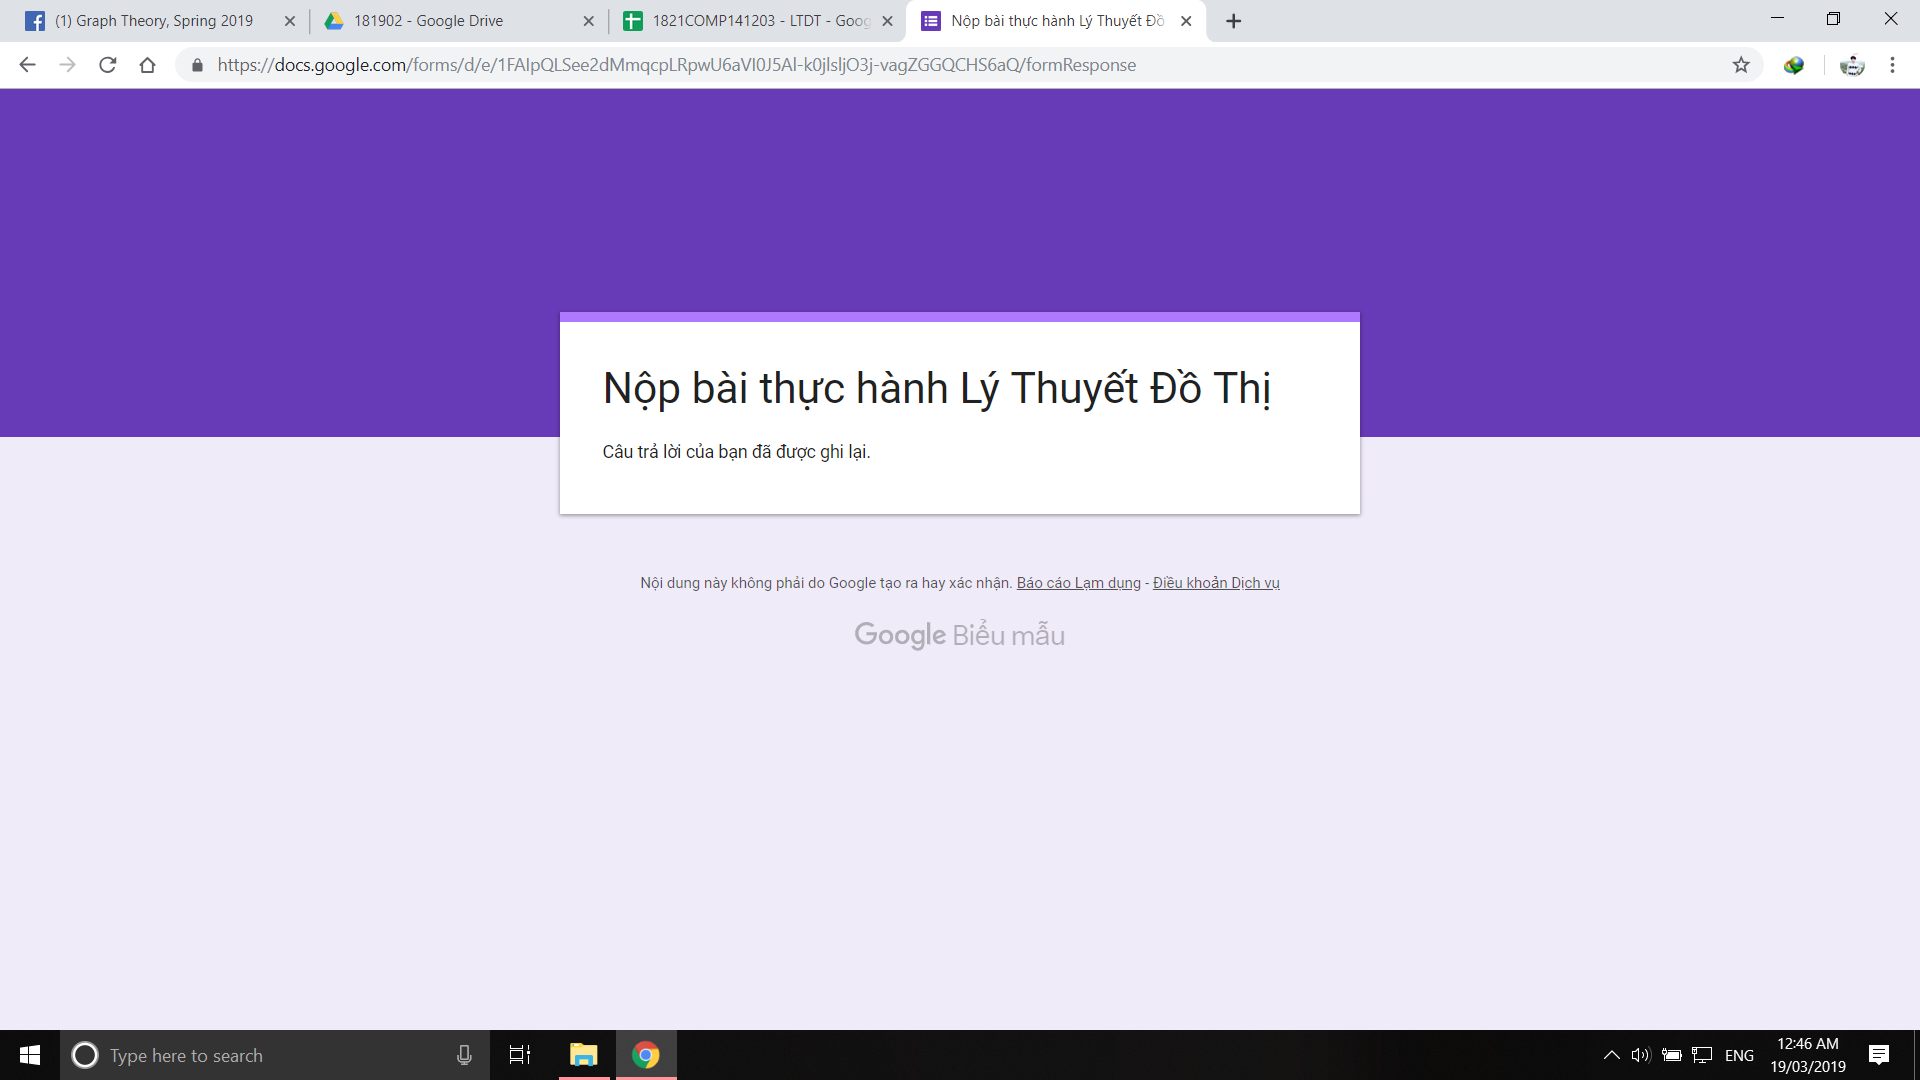 (1) Graph Theory, Spring 2019
181902 - Google Drive
1821COMP141203 - LTDT - Goog
Nộp bài thực hành Lý Thuyết Đồ
https://docs.google.com/forms/d/e/1FAIpQLSee2dMmqcpLRpwU6aVI0J5Al-k0jlsljO3j-vagZGGQCHS6aQ/formResponse
Nộp bài thực hành Lý Thuyết Đồ Thị
Câu trả lời của bạn đã được ghi lại.
Nội dung này không phải do Google tạo ra hay xác nhận. Báo cáo Lạm dụng - Điều khoản Dịch vụ
Google Biểu mẫu
Type here to search
ENG
12:46 AM
19/03/2019